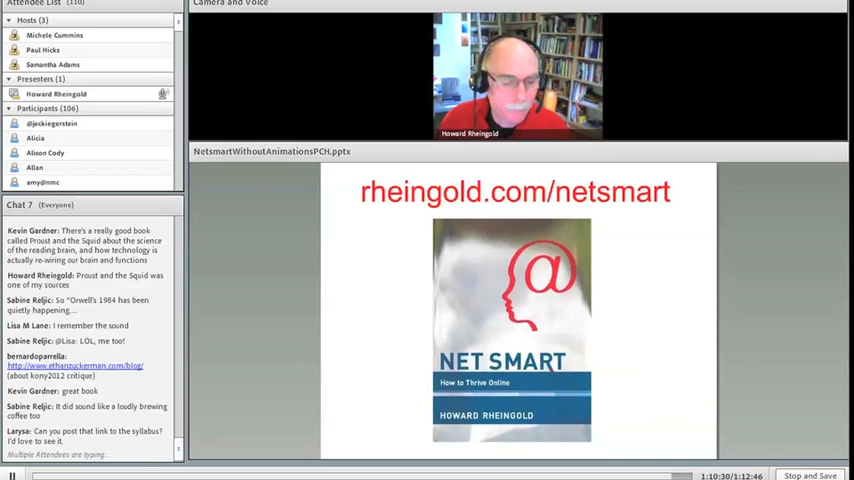 Attendee List (110)
Hosts (3)
Michele Cummins
Paul Hicks
Samantha Adams
Presenters (1)
Howard Rheingold
Participants (106)
@jackiegerstein
Alicia
Alison Cody
Allan
amy@nmc
Chat 7 (Everyone)
Kevin Gardner: There's a really good book
called Proust and the Squid about the science
of the reading brain, and how technology is
actually re-wiring our brain and functions
Howard Rheingold: Proust and the Squid was
one of my sources
Sabine Reljic: So "Orwell's 1984 has been
quietly happening....
Lisa M Lane: I remember the sound
Sabine Reljic: @Lisa: LOL, me too!
bernardoparrella:
http://www.ethanzuckerman.com/blog/
(about kony2012 critique)
Kevin Gardner: great book
Sabine Reljic: It did sound like a loudly brewing
coffee too
Larysa: Can you post that link to the syllabus?
I'd love to see it.
Multiple Attendees are typing...
Camera and Voice
Howard Rheingold
NetsmartWithoutAnimationsPCH.pptx
rheingold.com/netsmart
@
NET SMART
How to Thrive Online
HOWARD RHEINGOLD
1:10:30/1:12:46
Stop and Save